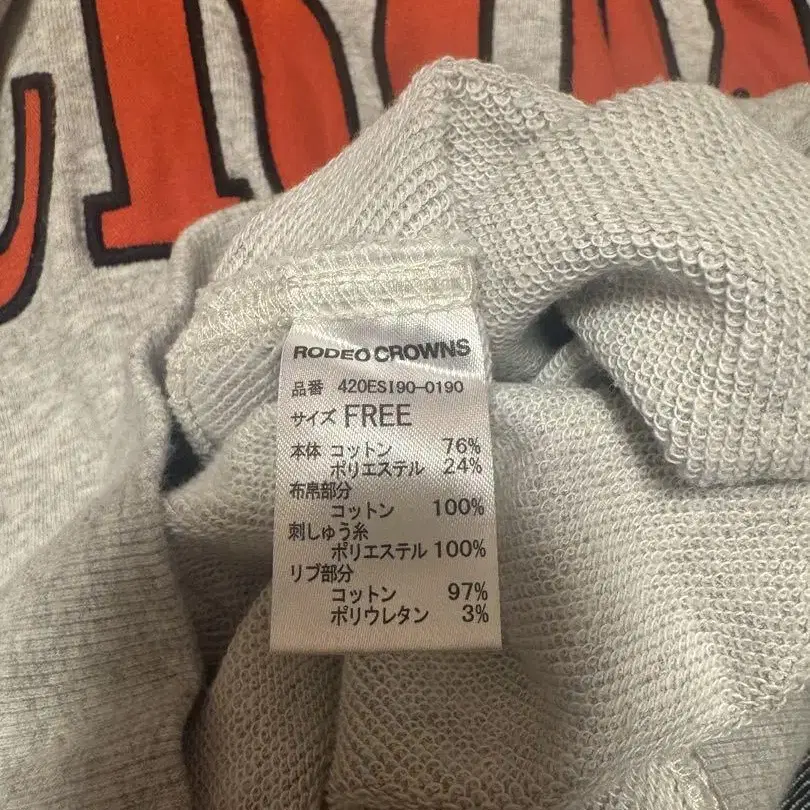 RODEO CROWNS
品番 420ESI90-0190
サイズ FREE
本体 コットン 76%
ポリエステル 24%
布帛部分
コットン 100%
刺しゅう糸
ポリエステル 100%
リブ部分
コットン 97%
ポリウレタン 3%